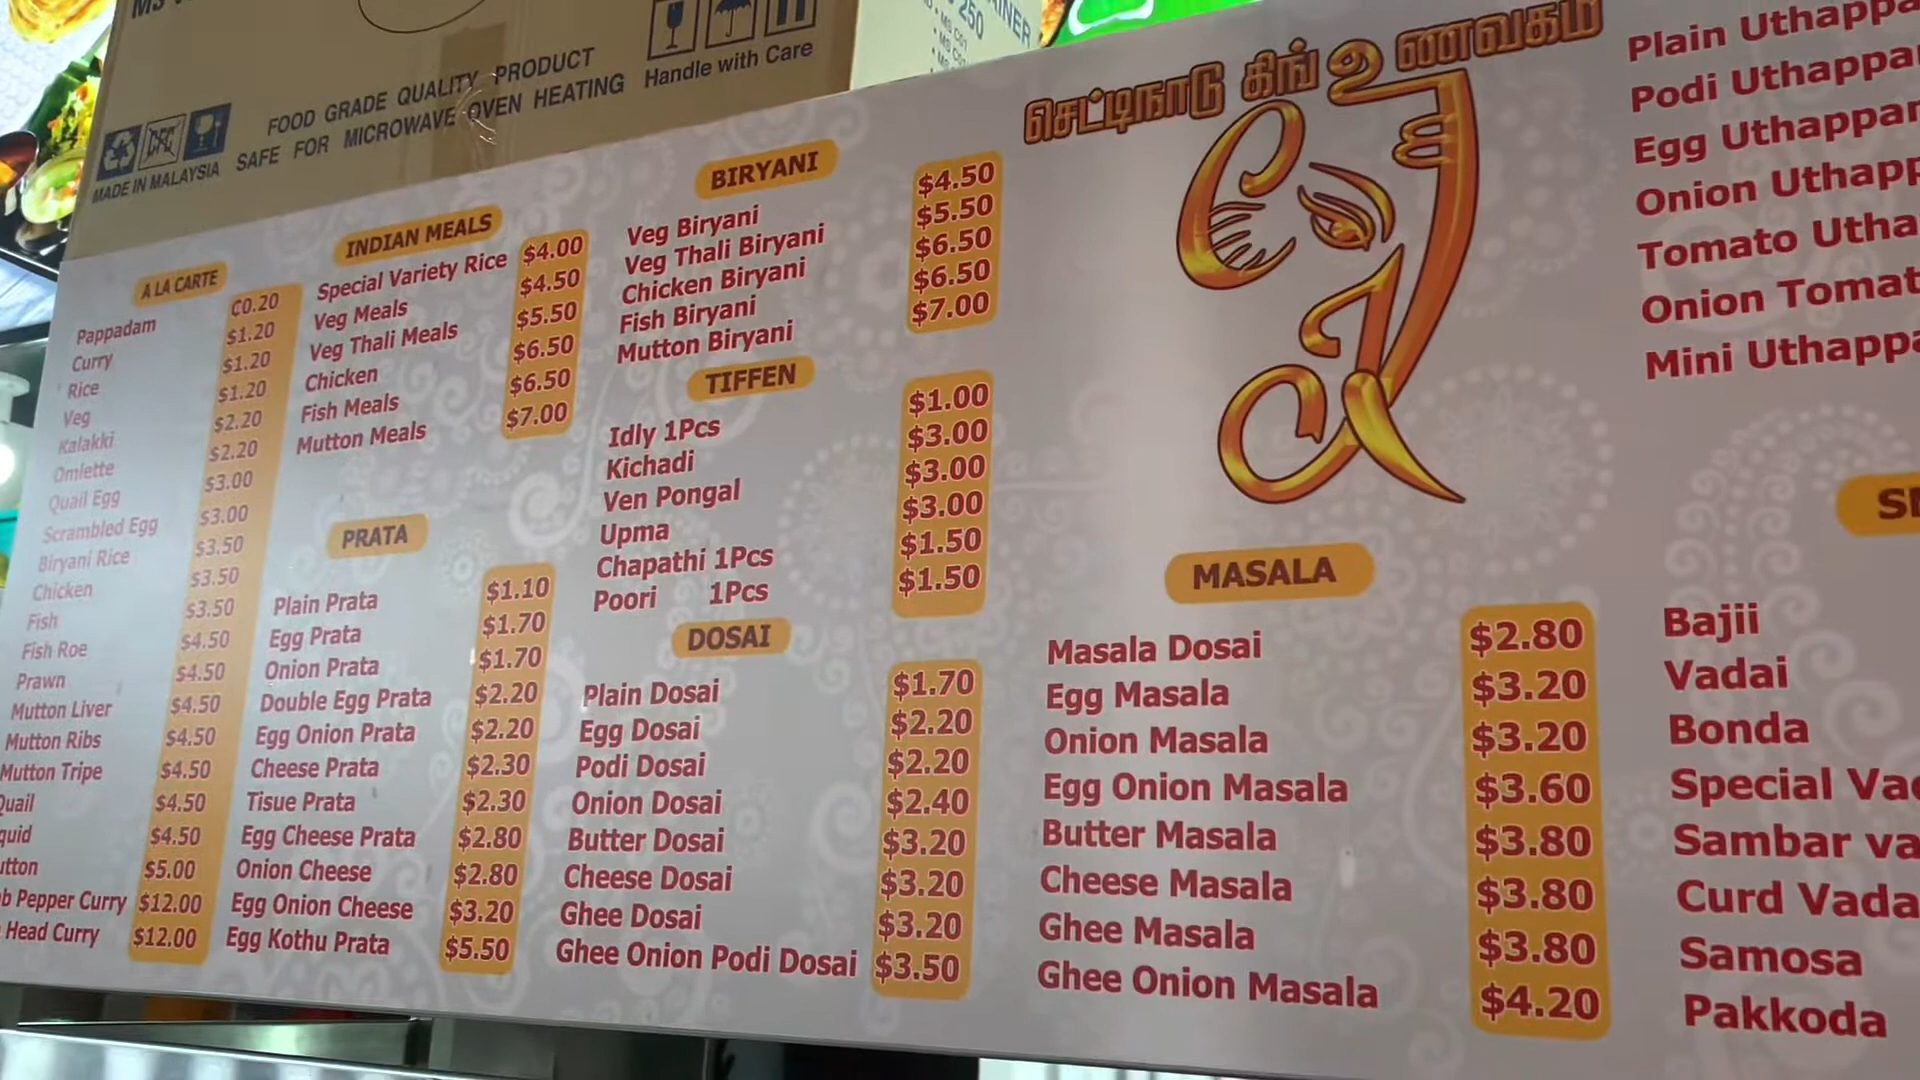 FOOD GRADE QUALITY PRODUCT
SAFE FOR MICROWAVE OVEN HEATING
Handle with Care
MADE IN MALAYSIA
250
செட்டிநாடு கிங் உணவகம்
A LA CARTE
Pappadam
Curry
Rice
Veg
Kalakki
Omlette
Quail Egg
Scrambled Egg
Biryani Rice
Chicken
Fish
Fish Roe
Prawn
Mutton Liver
Mutton Ribs
Mutton Tripe
Pepper Curry
Head Curry
$1.20
$1.20
$1.20
$2.20
$2.20
$3.00
$3.00
$3.50
$3.50
$3.50
$4.50
$4.50
$4.50
$4.50
$4.50
$4.50
$4.50
$5.00
$12.00
$12.00
INDIAN MEALS
Special Variety Rice $4.00
Veg Meals $4.50
Veg Thali Meals $5.50
Chicken $6.50
Fish Meals $6.50
Mutton Meals $7.00
PRATA
Plain Prata $1.10
Egg Prata $1.70
Onion Prata $1.70
Double Egg Prata $2.20
Egg Onion Prata $2.20
Cheese Prata $2.30
Tisue Prata $2.30
Egg Cheese Prata $2.80
Onion Cheese $2.80
Egg Onion Cheese $3.20
Egg Kothu Prata $5.50
BIRYANI
Veg Biryani $4.50
Veg Thali Biryani $5.50
Chicken Biryani $6.50
Fish Biryani $6.50
Mutton Biryani $7.00
TIFFEN
Idly 1Pcs $1.00
Kichadi $3.00
Ven Pongal $3.00
Upma $3.00
Chapathi 1Pcs $1.50
Poori 1Pcs $1.50
DOSAI
Plain Dosai $1.70
Egg Dosai $2.20
Podi Dosai $2.20
Onion Dosai $2.40
Butter Dosai $3.20
Cheese Dosai $3.20
Ghee Dosai $3.20
Ghee Onion Podi Dosai $3.50
MASALA
Masala Dosai $2.80
Egg Masala $3.20
Onion Masala $3.20
Egg Onion Masala $3.60
Butter Masala $3.80
Cheese Masala $3.80
Ghee Masala $3.80
Ghee Onion Masala $4.20
Plain
Podi
Egg
Onion
Tomato
Onion
Mini
Bajii
Vadai
Bonda
Special
Sambar
Curd Vada
Samosa
Pakkoda